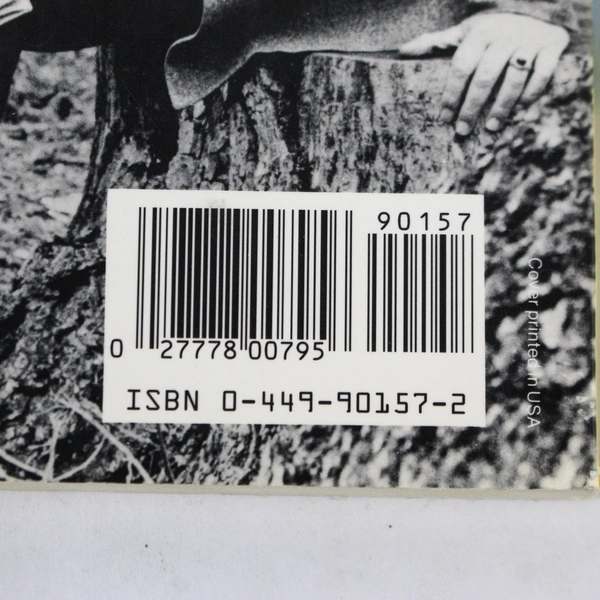 90157
0 27778 00795
ISBN 0-449-90157-2
Cover printed in USA